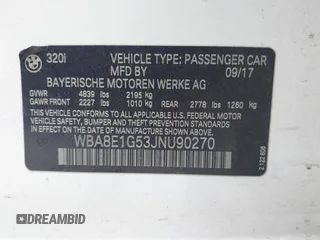 320I VEHICLE TYPE: PASSENGER CAR
MFD BY 09/17
BAYERISCHE MOTOREN WERKE AG
GVWR 4839 lbs 2195 kg
GAWR FRONT 2227 lbs 1010 kg REAR 2778 lbs 1260 kg
THIS VEHICLE CONFORMS TO ALL APPLICABLE
U.S. FEDERAL MOTOR VEHICLE SAFETY, BUMPER,
AND THEFT PREVENTION STANDARDS IN EFFECT
ON THE DATE OF MANUFACTURE SHOWN ABOVE.
WBA8E1G53JNU90270
DREAMBID
dreambid.com